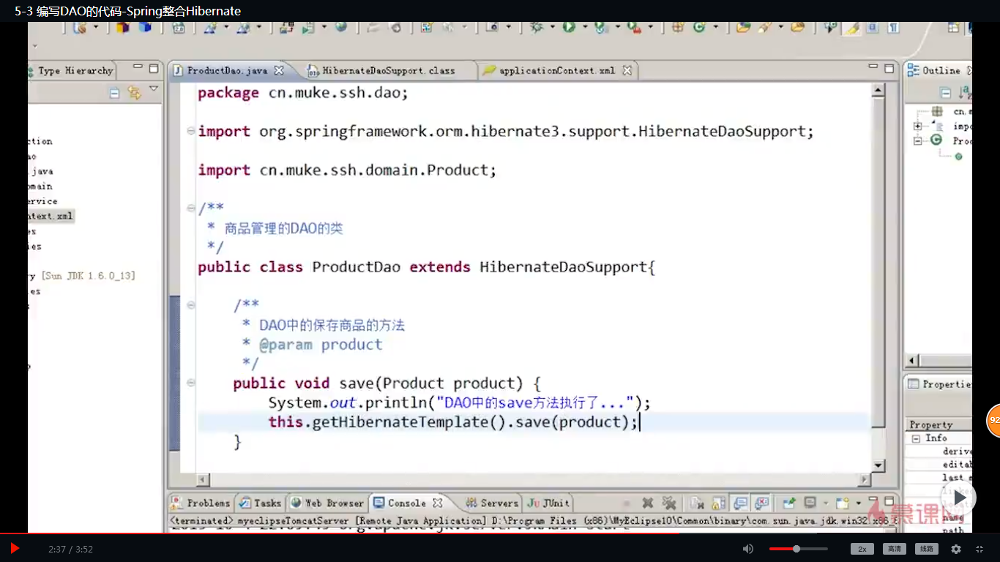 5-3 编写DAO的代码-Spring整合Hibernate
Type Hierarchy
ProductDao.java
HibernateDaoSupport.class
applicationContext.xml
Outline
package cn.muke.ssh.dao;
import org.springframework.orm.hibernate3.support.HibernateDaoSupport;
import cn.muke.ssh.domain.Product;
/**
* 商品管理的DAO的类
*/
public class ProductDao extends HibernateDaoSupport{
/**
* DAO中的保存商品的方法
* @param product
*/
public void save(Product product) {
System.out.println("DAO中的save方法执行了...");
this.getHibernateTemplate().save(product);
}
ction
ao
.java
omain
ervice
ntext.xml
es
ies
y [Sun JDK 1.6.0_13]
es
cn.m
impo
Pro
Propertie
Property
Info
derive
editab
last m
name
path
92
Problems
Tasks
Web Browser
Console
Servers
JUnit
<terminated> myeclipseTomcatServer [Remote Java Application] D:\Program Files (x86)\MyEclipse10\Common\binary\com.sun.java.jdk.win32.x86_6
慕课
2:37 / 3:52
2x
高清
线路